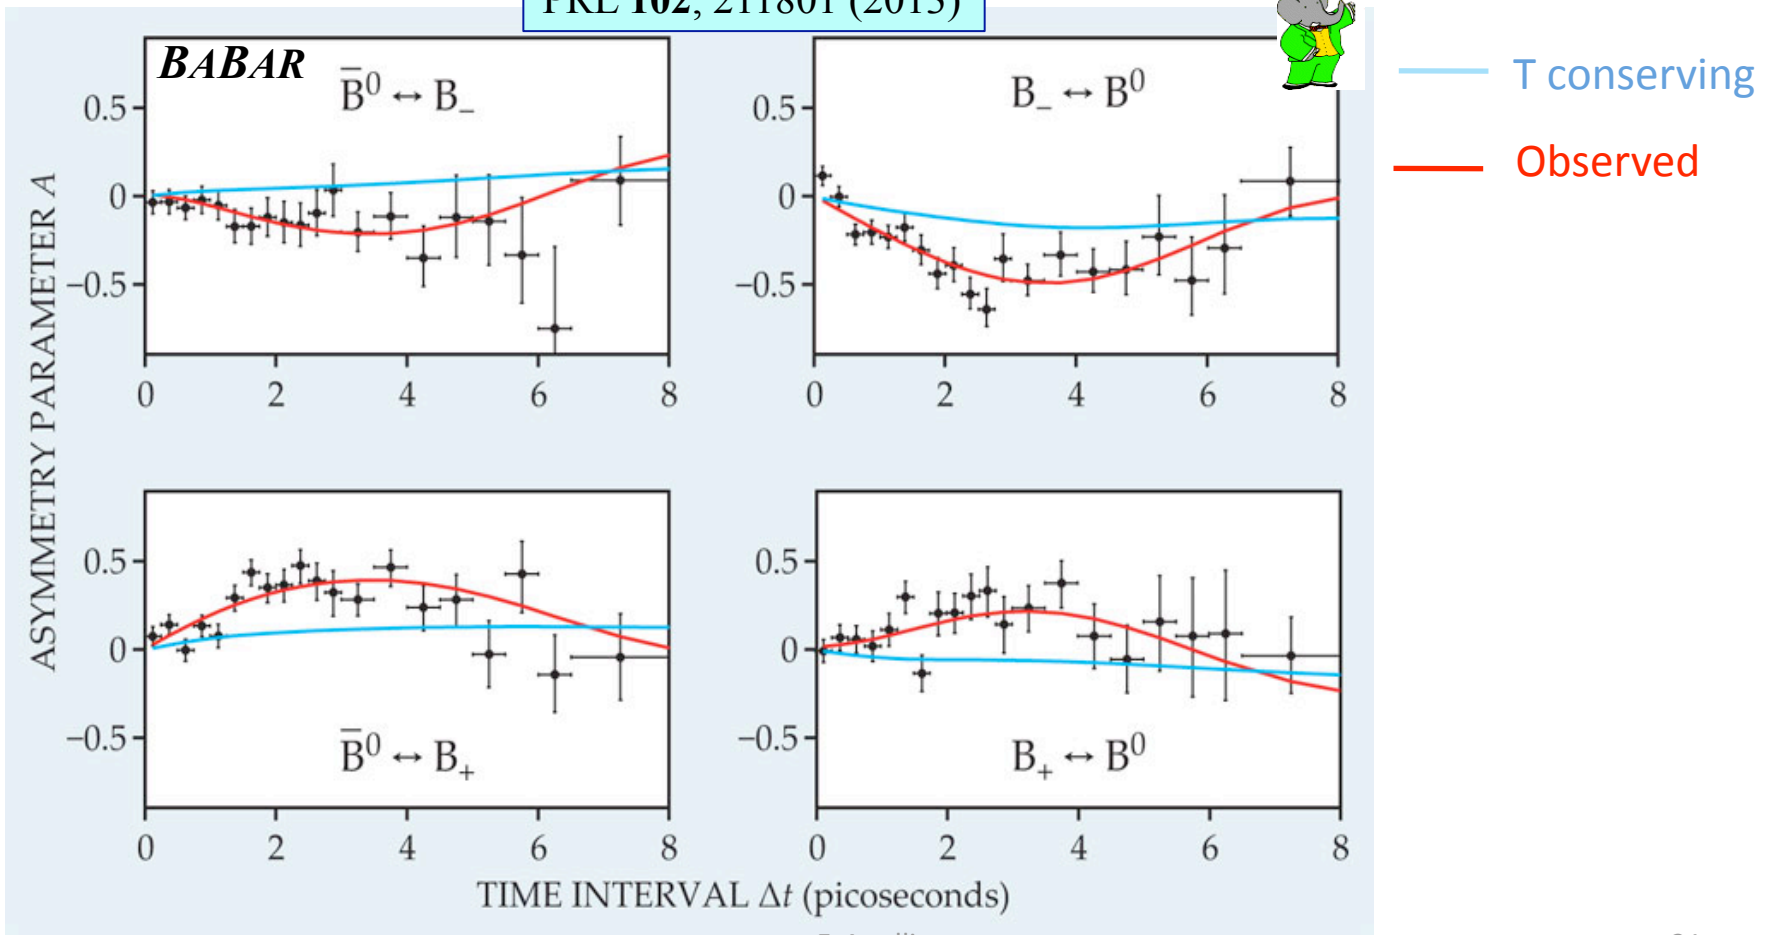 PRL 102, 211801 (2015)
BABAR
B̅⁰ ↔ B₋
B₋ ↔ B⁰
T conserving
Observed
0.5
0
−0.5
0 2 4 6 8
0.5
0
−0.5
0 2 4 6 8
ASYMMETRY PARAMETER A
0.5
0
−0.5
B̅⁰ ↔ B₊
0 2 4 6 8
0.5
0
−0.5
B₊ ↔ B⁰
0 2 4 6 8
TIME INTERVAL Δt (picoseconds)